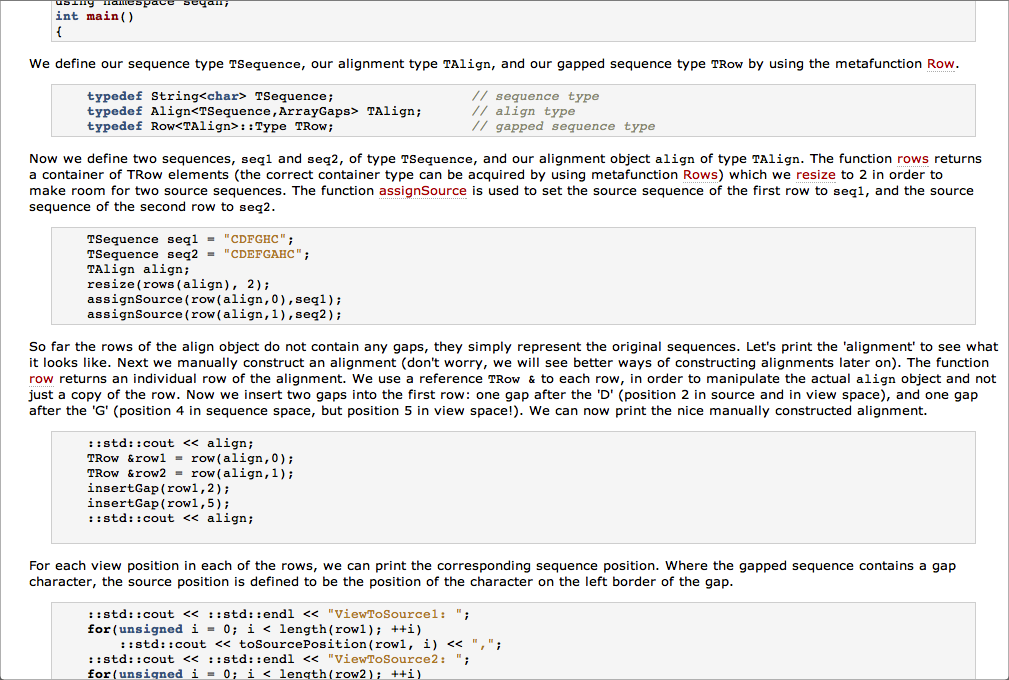 using namespace seqan;
int main()
{
We define our sequence type TSequence, our alignment type TAlign, and our gapped sequence type TRow by using the metafunction Row.
typedef String<char> TSequence;                 // sequence type
typedef Align<TSequence,ArrayGaps> TAlign;      // align type
typedef Row<TAlign>::Type TRow;                 // gapped sequence type
Now we define two sequences, seq1 and seq2, of type TSequence, and our alignment object align of type TAlign. The function rows returns
a container of TRow elements (the correct container type can be acquired by using metafunction Rows) which we resize to 2 in order to
make room for two source sequences. The function assignSource is used to set the source sequence of the first row to seq1, and the source
sequence of the second row to seq2.
TSequence seq1 = "CDFGHC";
TSequence seq2 = "CDEFGAHC";
TAlign align;
resize(rows(align), 2);
assignSource(row(align,0),seq1);
assignSource(row(align,1),seq2);
So far the rows of the align object do not contain any gaps, they simply represent the original sequences. Let's print the 'alignment' to see what
it looks like. Next we manually construct an alignment (don't worry, we will see better ways of constructing alignments later on). The function
row returns an individual row of the alignment. We use a reference TRow & to each row, in order to manipulate the actual align object and not
just a copy of the row. Now we insert two gaps into the first row: one gap after the 'D' (position 2 in source and in view space), and one gap
after the 'G' (position 4 in sequence space, but position 5 in view space!). We can now print the nice manually constructed alignment.
::std::cout << align;
TRow &row1 = row(align,0);
TRow &row2 = row(align,1);
insertGap(row1,2);
insertGap(row1,5);
::std::cout << align;
For each view position in each of the rows, we can print the corresponding sequence position. Where the gapped sequence contains a gap
character, the source position is defined to be the position of the character on the left border of the gap.
::std::cout << ::std::endl << "ViewToSource1: ";
for(unsigned i = 0; i < length(row1); ++i)
    ::std::cout << toSourcePosition(row1, i) << ",";
::std::cout << ::std::endl << "ViewToSource2: ";
for(unsigned i = 0; i < length(row2); ++i)